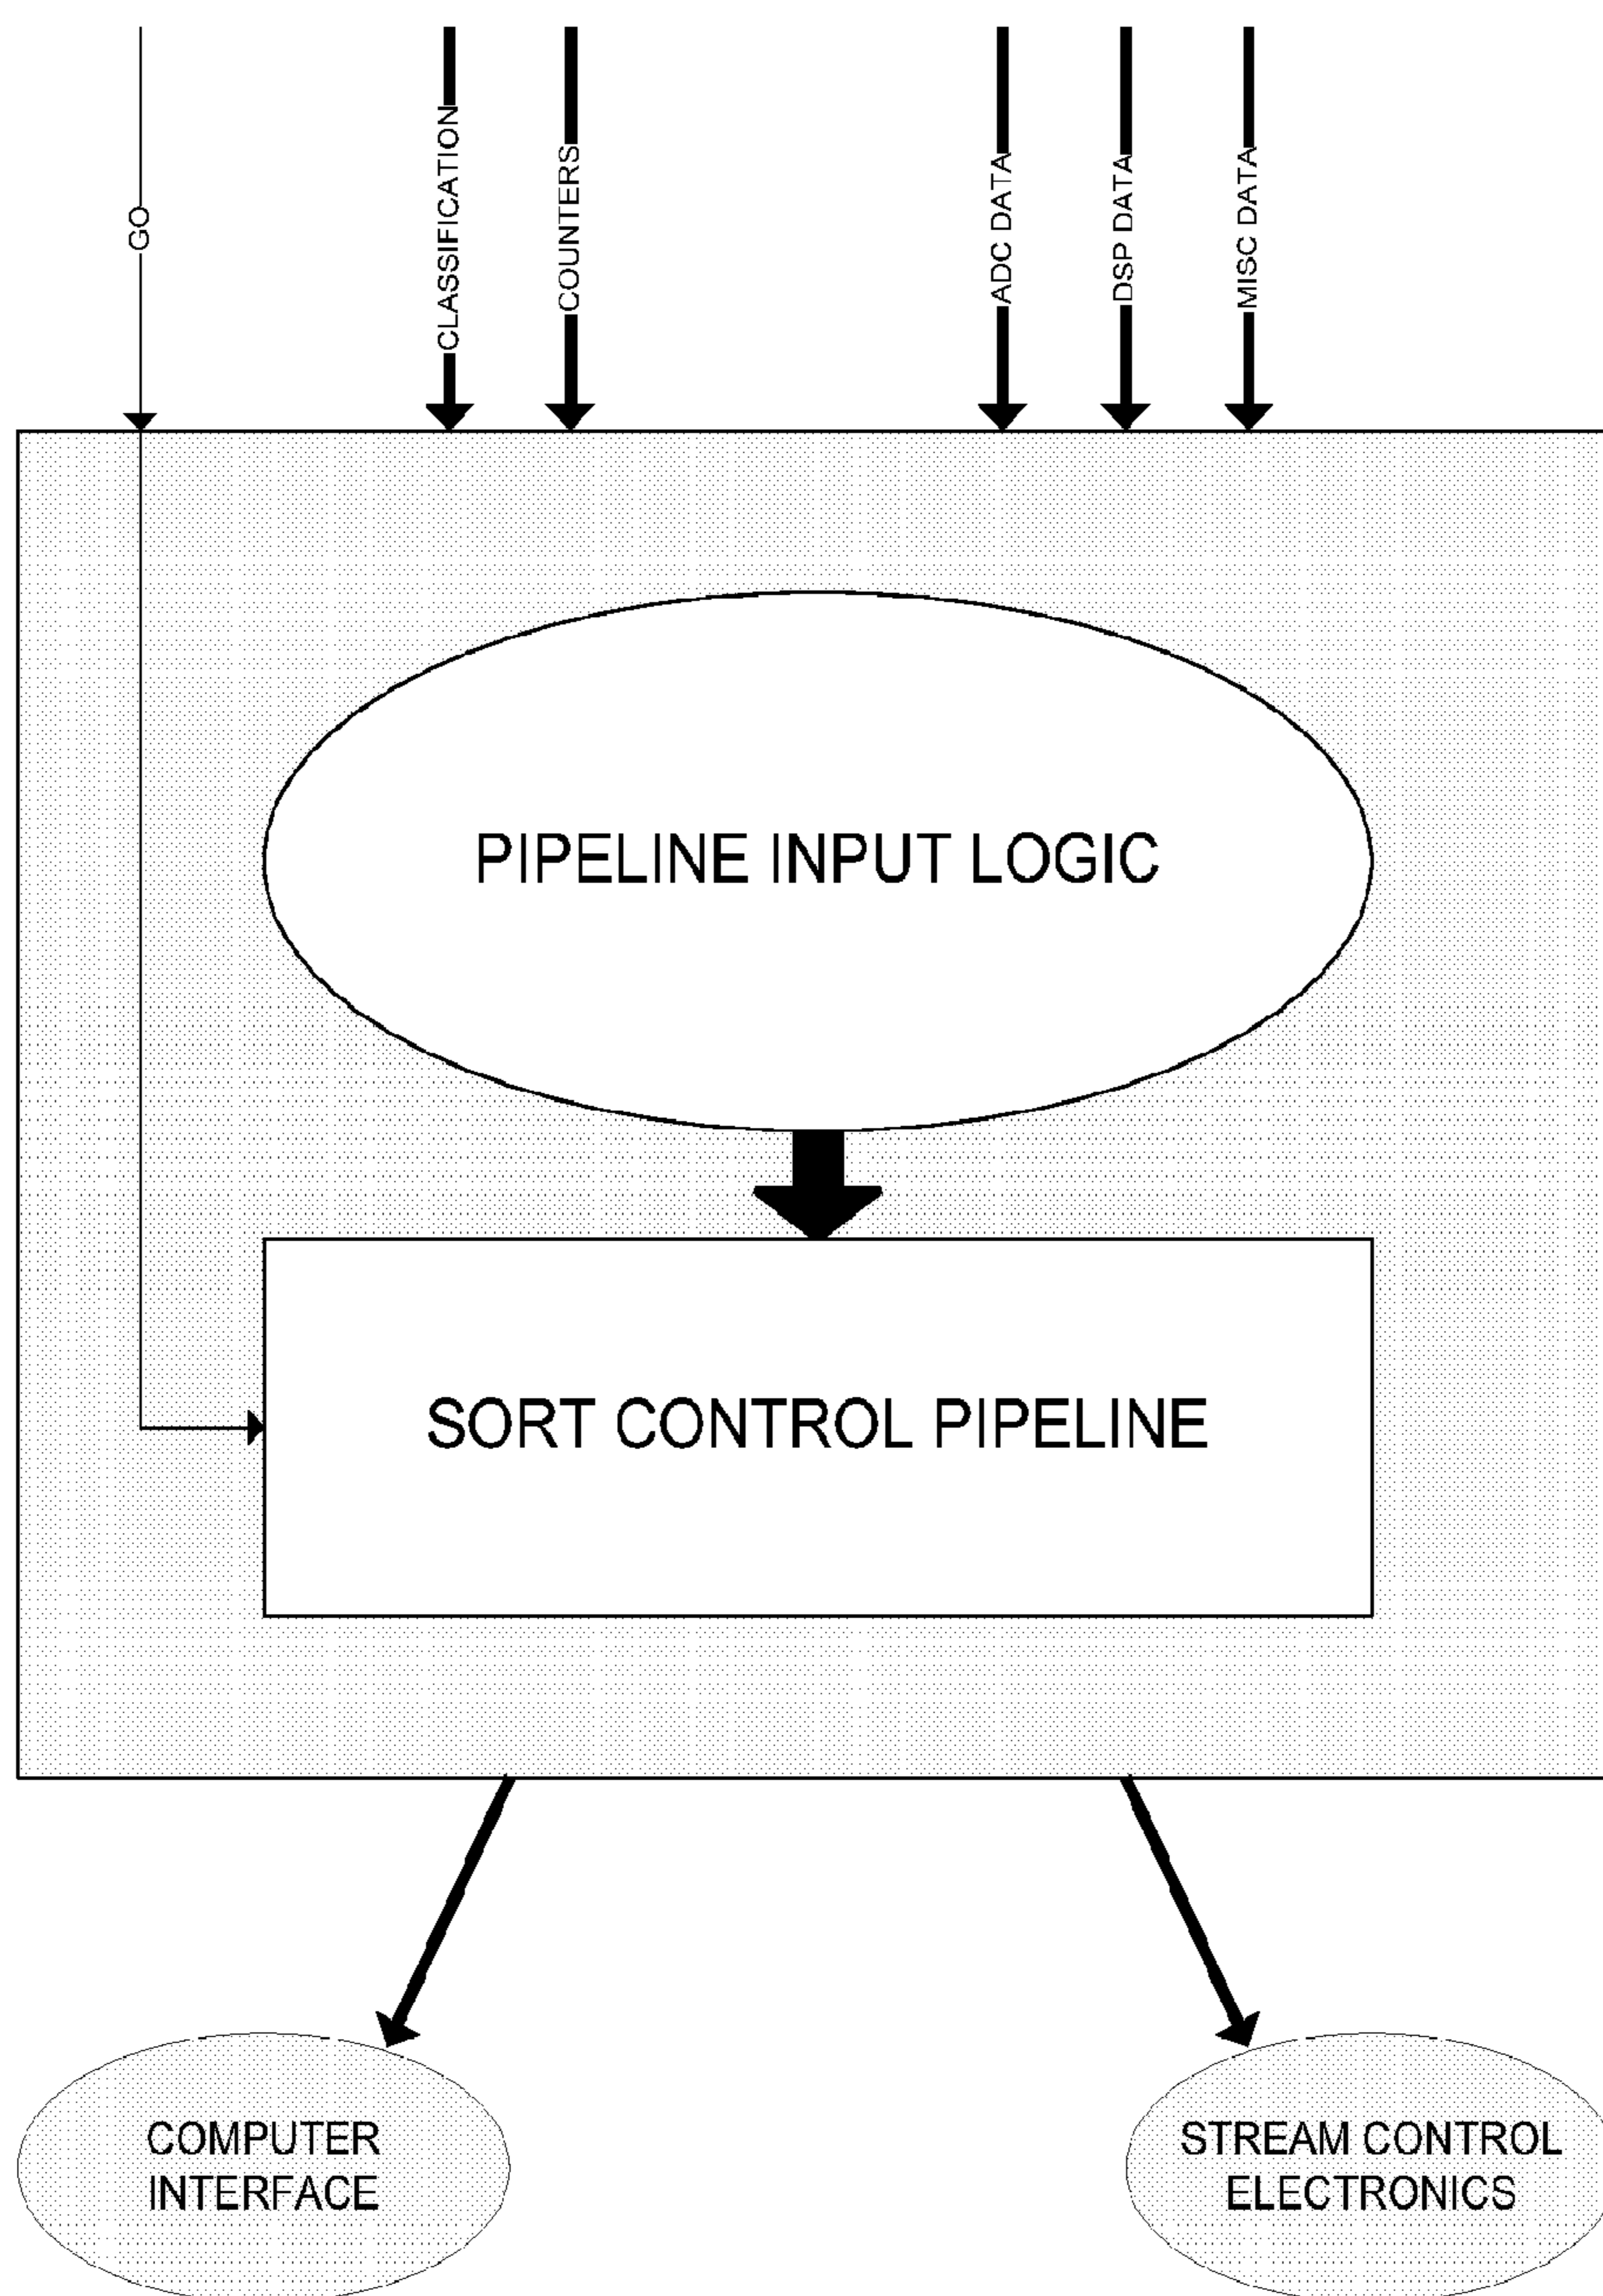 GO
CLASSIFICATION
COUNTERS
ADC DATA
DSP DATA
MISC DATA
PIPELINE INPUT LOGIC
SORT CONTROL PIPELINE
COMPUTER
INTERFACE
STREAM CONTROL
ELECTRONICS